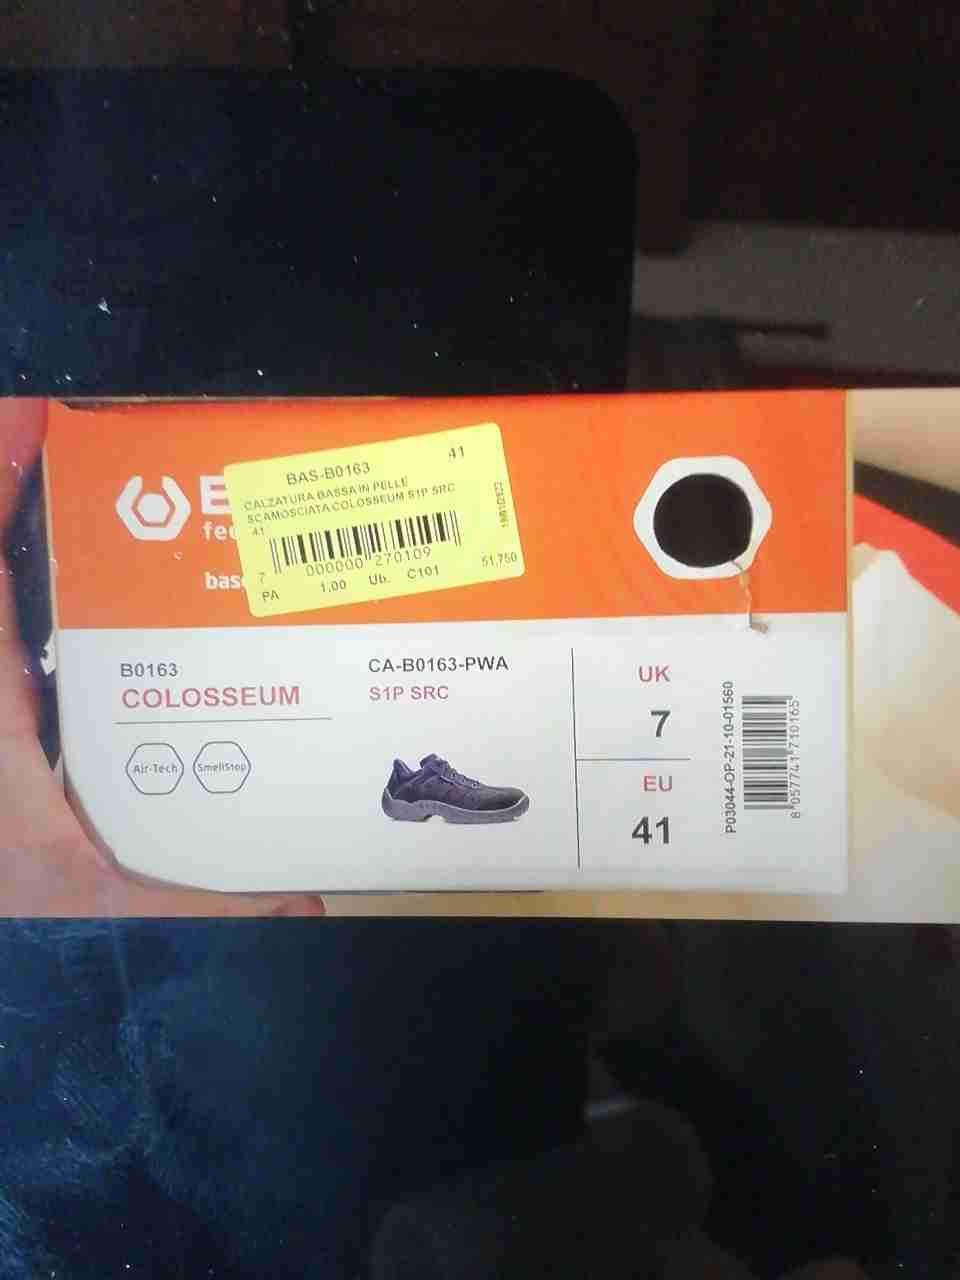 BAS-B0163 41
CALZATURA BASSA IN PELLE
SCAMOSCIATA COLOSSEUM S1P SRC
41
7 000000 270109
PA 1.00 Ub. C101 51,750
B0163
COLOSSEUM
Air-Tech
SmellStop
CA-B0163-PWA
S1P SRC
UK
7
EU
41
P03044-OP-21-10-01560
8 057741 710165